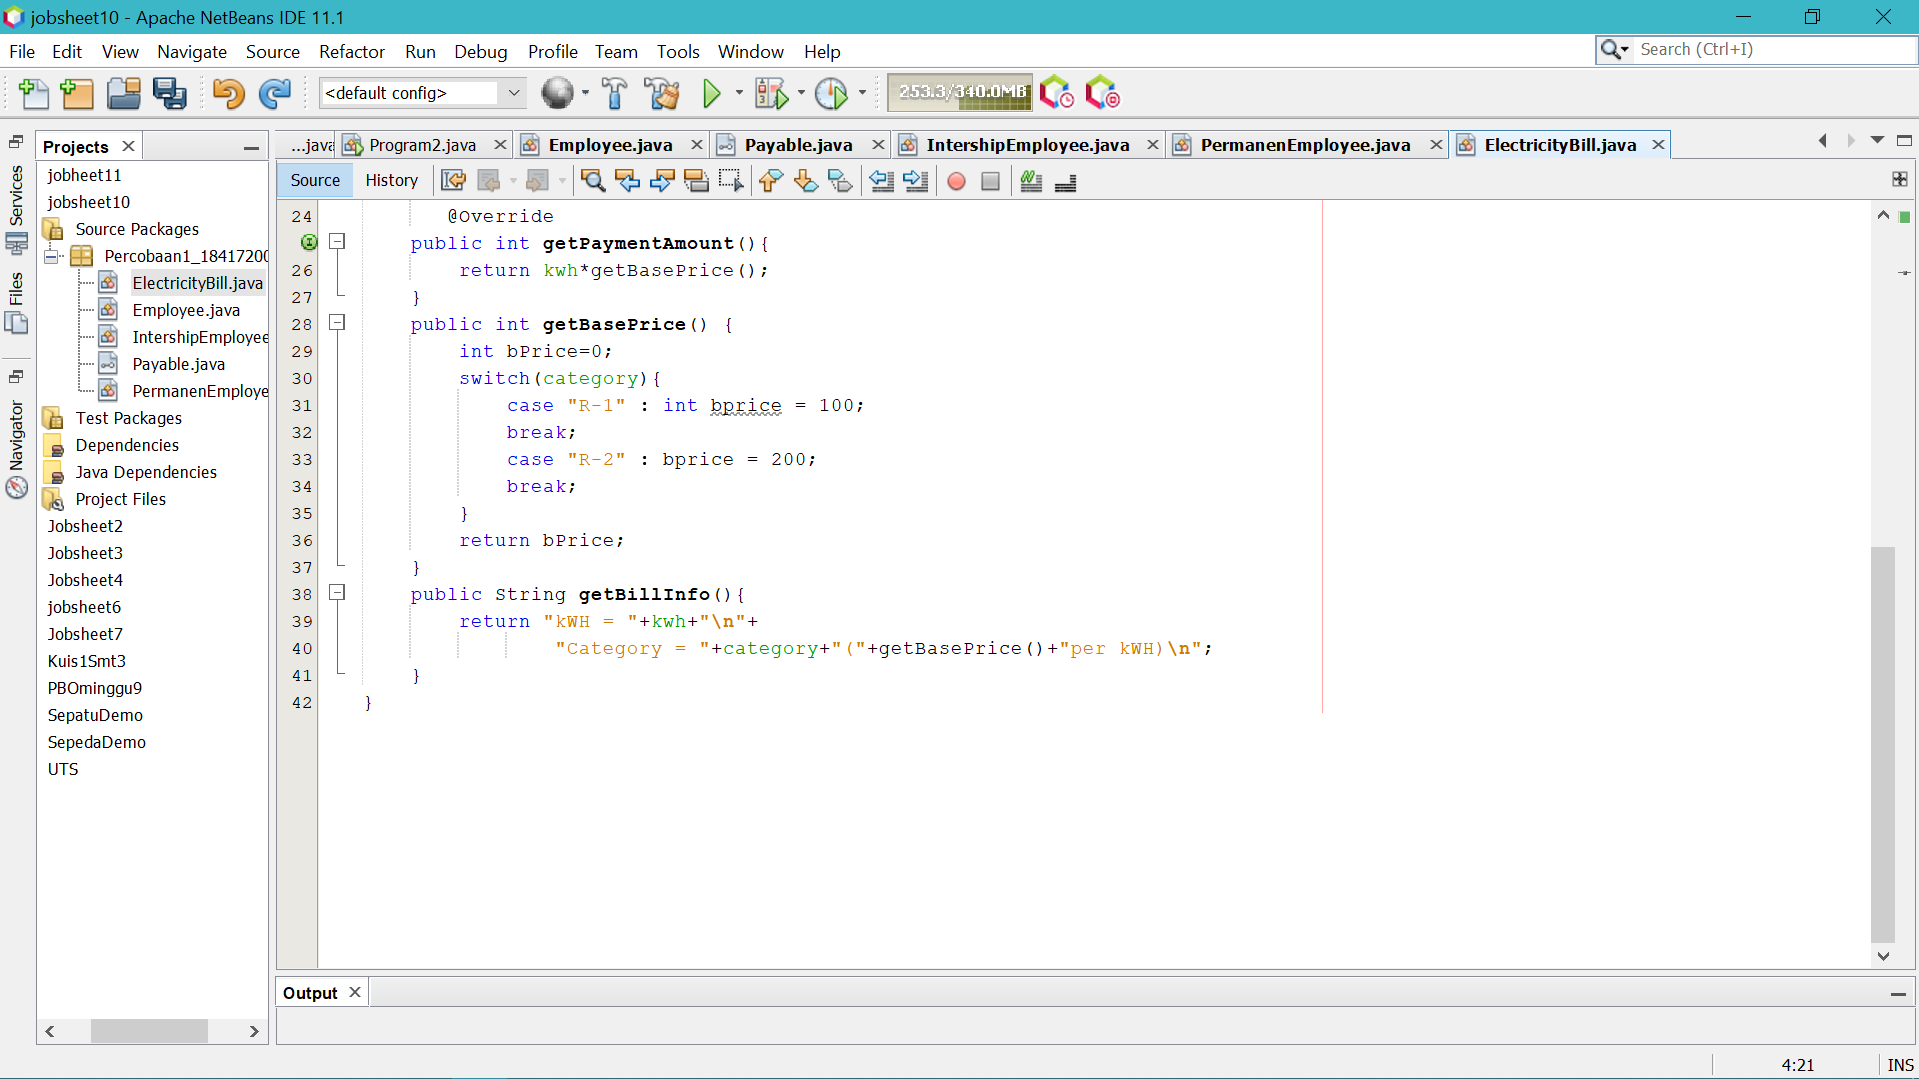 jobsheet10 - Apache NetBeans IDE 11.1
File Edit View Navigate Source Refactor Run Debug Profile Team Tools Window Help
Search (Ctrl+I)
<default config>
253.3/340.0MB
Services
Files
Navigator
Projects
jobheet11
jobsheet10
Source Packages
Percobaan1_18417200
ElectricityBill.java
Employee.java
IntershipEmployee
Payable.java
PermanenEmploye
Test Packages
Dependencies
Java Dependencies
Project Files
Jobsheet2
Jobsheet3
Jobsheet4
jobsheet6
Jobsheet7
Kuis1Smt3
PBOminggu9
SepatuDemo
SepedaDemo
UTS
...java Program2.java Employee.java Payable.java IntershipEmployee.java PermanenEmployee.java ElectricityBill.java
Source History
24 @Override
public int getPaymentAmount(){
26 return kwh*getBasePrice();
27 }
28 public int getBasePrice() {
29 int bPrice=0;
30 switch(category){
31 case "R-1" : int bprice = 100;
32 break;
33 case "R-2" : bprice = 200;
34 break;
35 }
36 return bPrice;
37 }
38 public String getBillInfo(){
39 return "kWH = "+kwh+"\n"+
40 "Category = "+category+"("+getBasePrice()+"per kWH)\n";
41 }
42 }
Output
4:21 INS